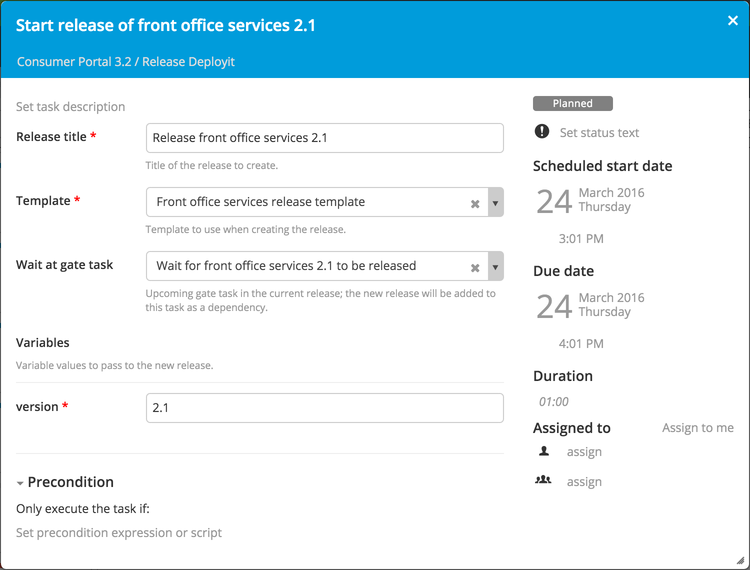 Start release of front office services 2.1
Consumer Portal 3.2 / Release Deployit
Set task description
Release title *
Release front office services 2.1
Title of the release to create.
Template *
Front office services release template
Template to use when creating the release.
Wait at gate task
Wait for front office services 2.1 to be released
Upcoming gate task in the current release; the new release will be added to
this task as a dependency.
Variables
Variable values to pass to the new release.
version *
2.1
Precondition
Only execute the task if:
Set precondition expression or script
Planned
Set status text
Scheduled start date
24
March 2016
Thursday
3:01 PM
Due date
24
March 2016
Thursday
4:01 PM
Duration
01:00
Assigned to
Assign to me
assign
assign